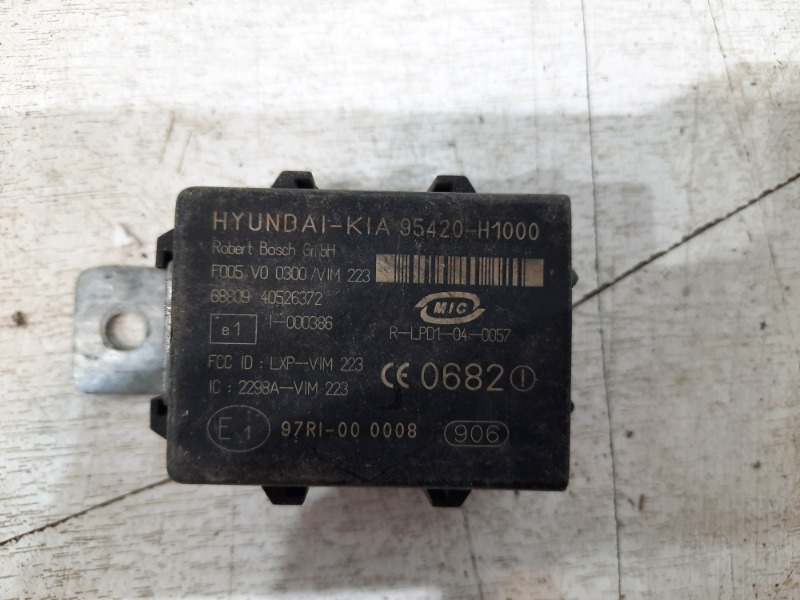 HYUNDAI-KIA 95420-H1000
Robert Bosch GmbH
F005 V0 0300/VIM 223
68809 40526372
MIC
e1 I-000386
R-LPD1-04-0057
FCC ID : LXP-VIM 223
IC : 2298A-VIM 223
CE 0682
E1 97RI-00 0008 906